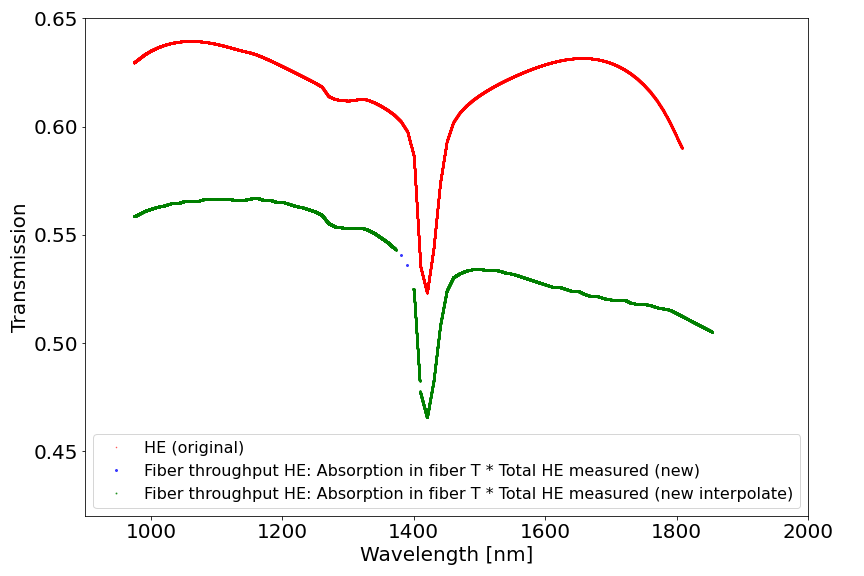 0.65
0.60
0.55
0.50
0.45
Transmission
HE (original)
Fiber throughput HE: Absorption in fiber T * Total HE measured (new)
Fiber throughput HE: Absorption in fiber T * Total HE measured (new interpolate)
1000 1200 1400 1600 1800 2000
Wavelength [nm]